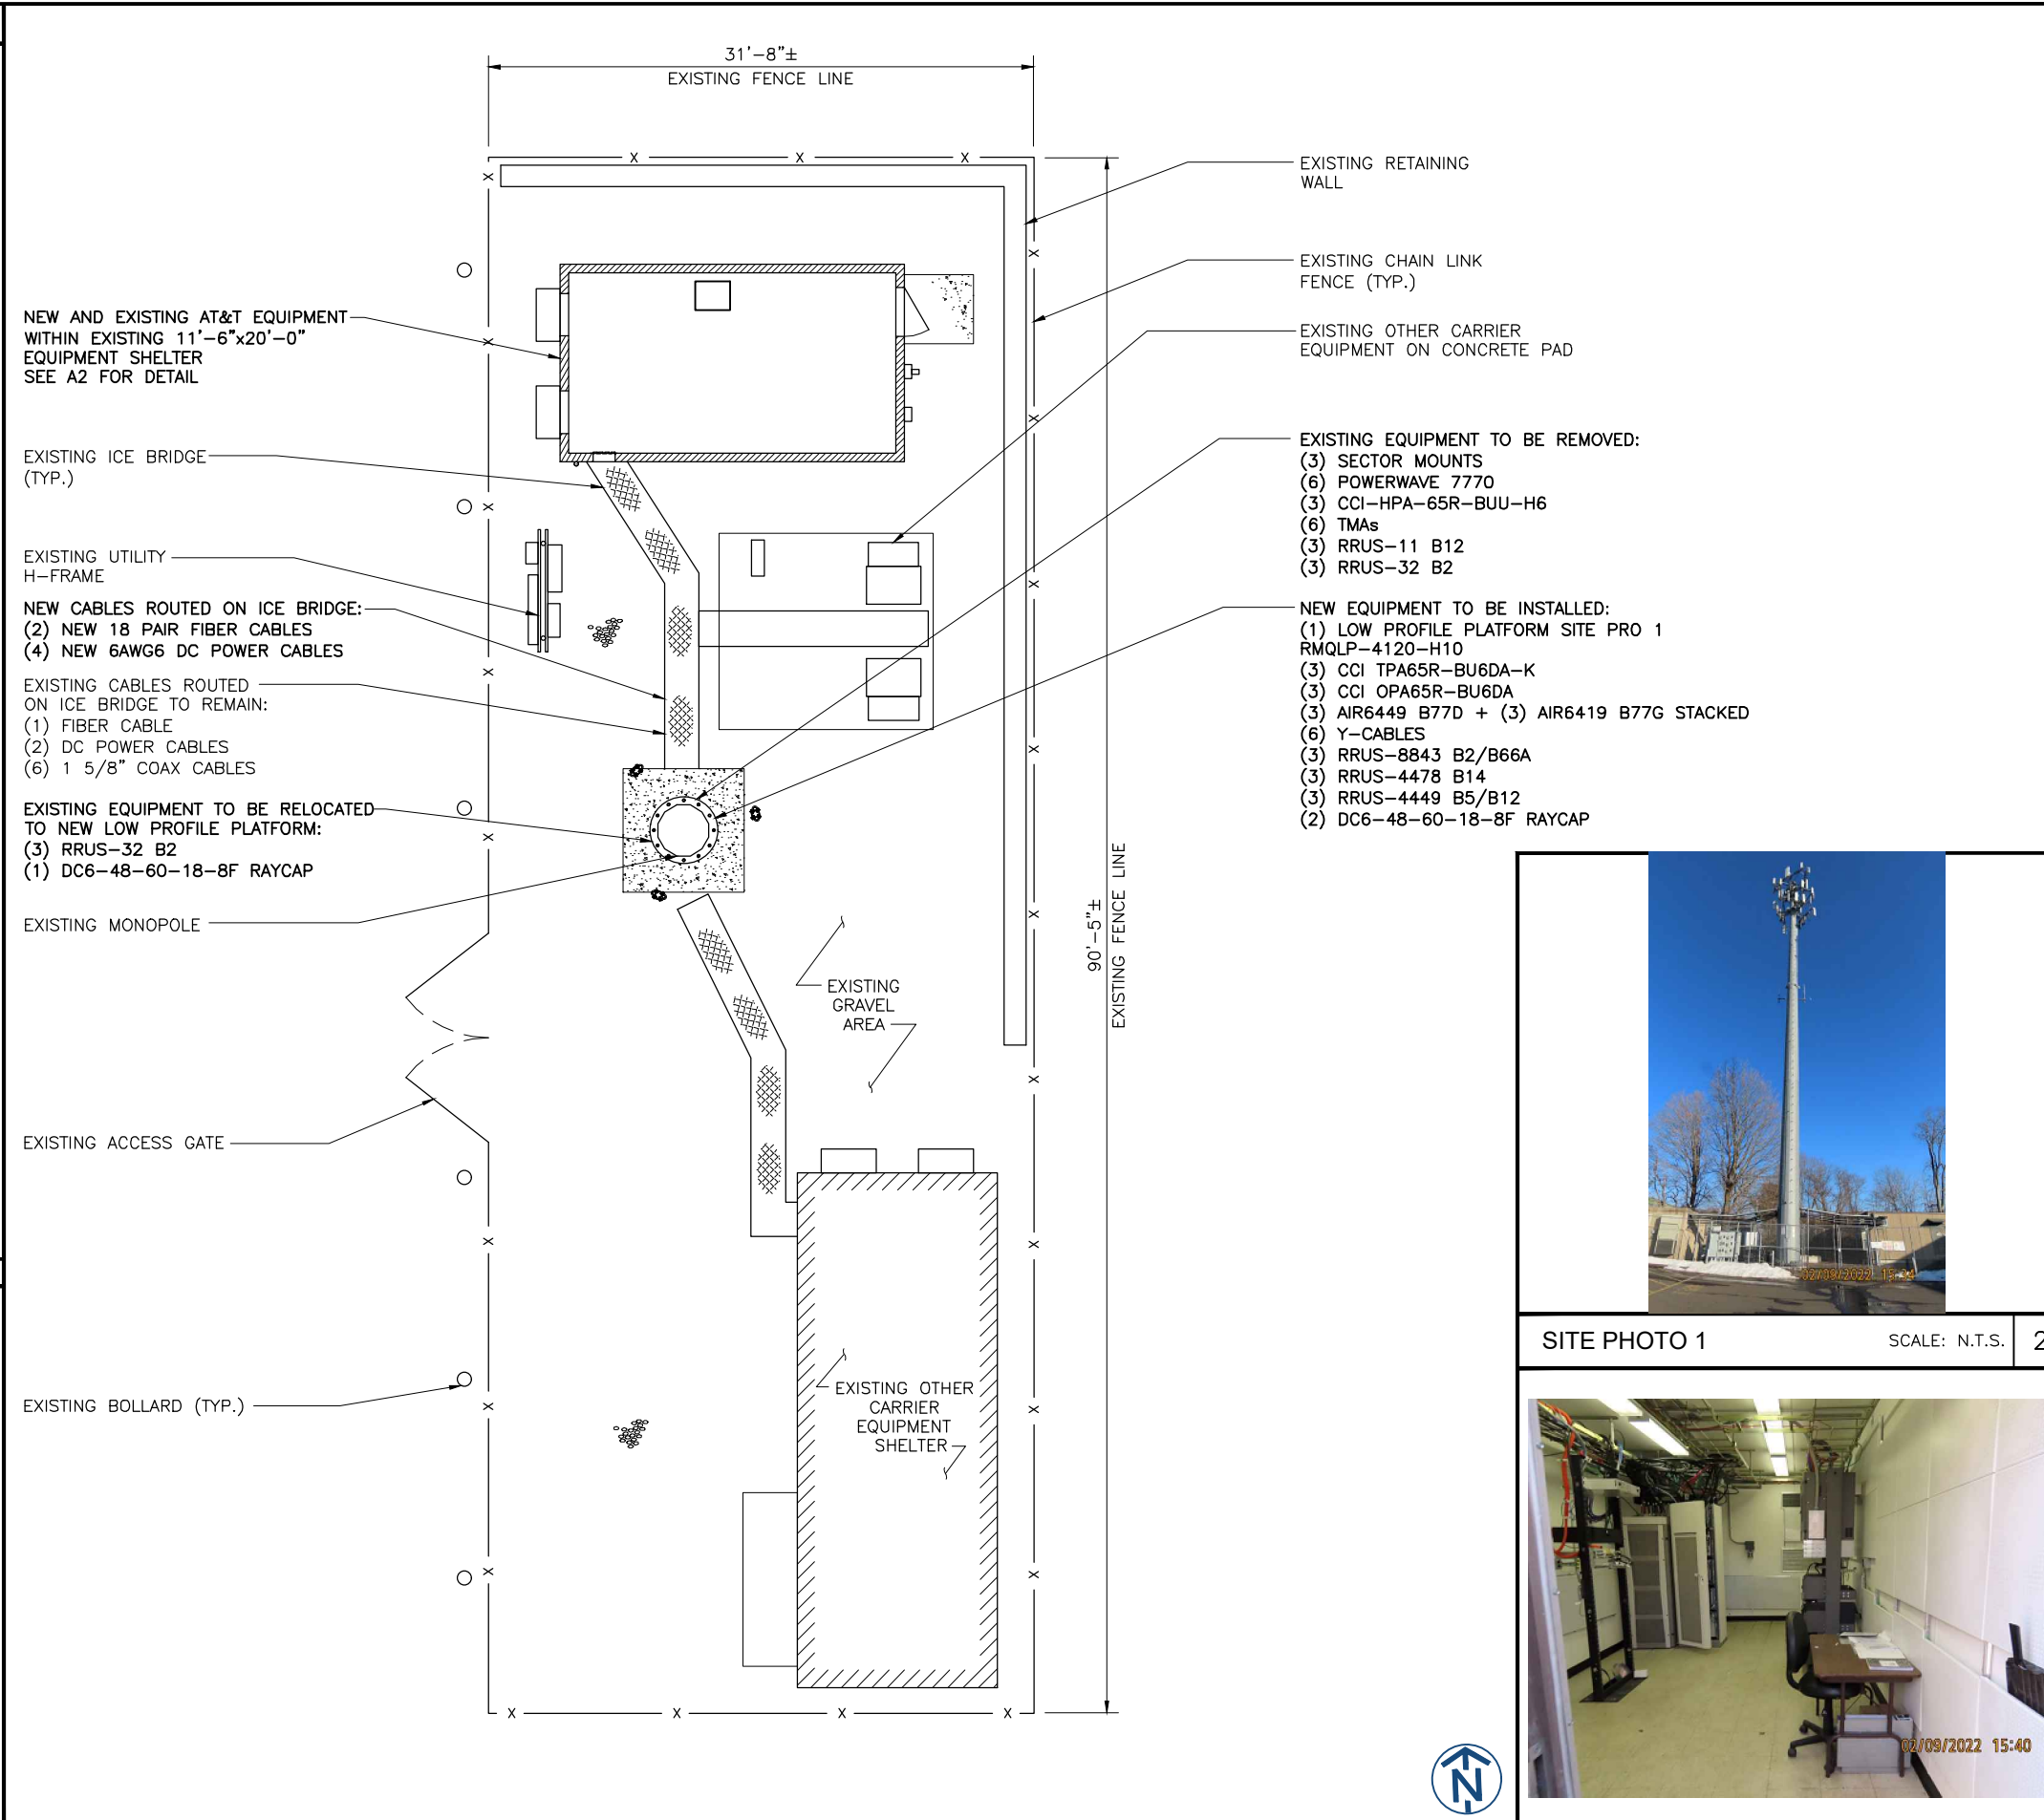 31'-8"±
EXISTING FENCE LINE
NEW AND EXISTING AT&T EQUIPMENT
WITHIN EXISTING 11'-6"x20'-0"
EQUIPMENT SHELTER
SEE A2 FOR DETAIL
EXISTING ICE BRIDGE
(TYP.)
EXISTING UTILITY
H-FRAME
NEW CABLES ROUTED ON ICE BRIDGE:
(2) NEW 18 PAIR FIBER CABLES
(4) NEW 6AWG6 DC POWER CABLES
EXISTING CABLES ROUTED
ON ICE BRIDGE TO REMAIN:
(1) FIBER CABLE
(2) DC POWER CABLES
(6) 1 5/8" COAX CABLES
EXISTING EQUIPMENT TO BE RELOCATED
TO NEW LOW PROFILE PLATFORM:
(3) RRUS-32 B2
(1) DC6-48-60-18-8F RAYCAP
EXISTING MONOPOLE
EXISTING ACCESS GATE
EXISTING BOLLARD (TYP.)
EXISTING
GRAVEL
AREA
EXISTING OTHER
CARRIER
EQUIPMENT
SHELTER
90'-5"±
EXISTING FENCE LINE
EXISTING RETAINING
WALL
EXISTING CHAIN LINK
FENCE (TYP.)
EXISTING OTHER CARRIER
EQUIPMENT ON CONCRETE PAD
EXISTING EQUIPMENT TO BE REMOVED:
(3) SECTOR MOUNTS
(6) POWERWAVE 7770
(3) CCI-HPA-65R-BUU-H6
(6) TMAs
(3) RRUS-11 B12
(3) RRUS-32 B2
NEW EQUIPMENT TO BE INSTALLED:
(1) LOW PROFILE PLATFORM SITE PRO 1
RMQLP-4120-H10
(3) CCI TPA65R-BU6DA-K
(3) CCI OPA65R-BU6DA
(3) AIR6449 B77D + (3) AIR6419 B77G STACKED
(6) Y-CABLES
(3) RRUS-8843 B2/B66A
(3) RRUS-4478 B14
(3) RRUS-4449 B5/B12
(2) DC6-48-60-18-8F RAYCAP
02/09/2022 15:34
SITE PHOTO 1
SCALE: N.T.S.
2
02/09/2022 15:40
N